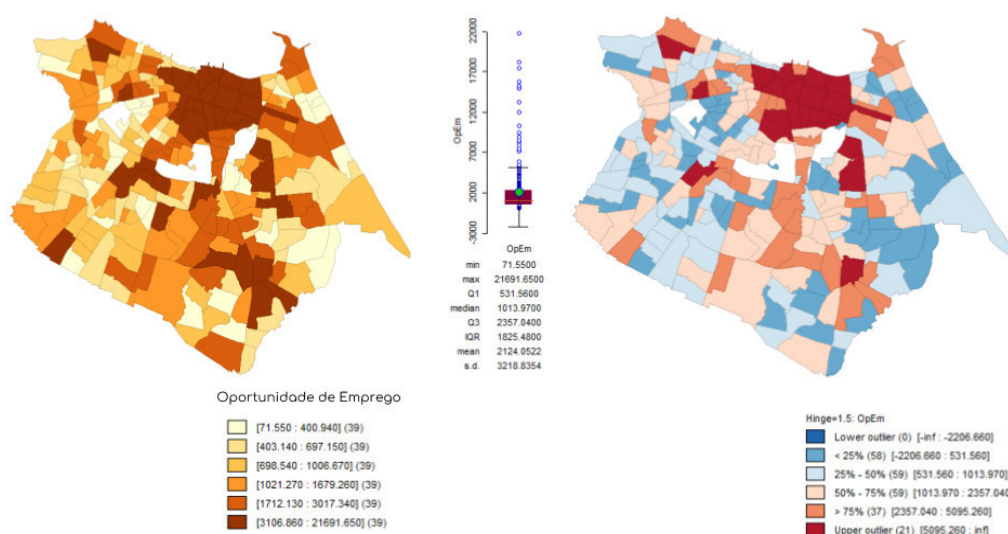 22000
17000
12000
7000
2000
-3000
OpEm
OpEm
min 71.5500
max 21691.6500
Q1 531.5600
median 1013.9700
Q3 2357.0400
IQR 1825.4800
mean 2124.0522
s.d. 3218.8354
Oportunidade de Emprego
[71.550 : 400.940] (39)
[403.140 : 697.150] (39)
[698.540 : 1006.670] (39)
[1021.270 : 1679.260] (39)
[1712.130 : 3017.340] (39)
[3106.860 : 21691.650] (39)
Hinge=1.5: OpEm
Lower outlier (0) [-inf : -2206.660]
< 25% (58) [-2206.660 : 531.560]
25% - 50% (59) [531.560 : 1013.970]
50% - 75% (59) [1013.970 : 2357.040
> 75% (37) [2357.040 : 5095.260]
Upper outlier (21) [5095.260 : inf]